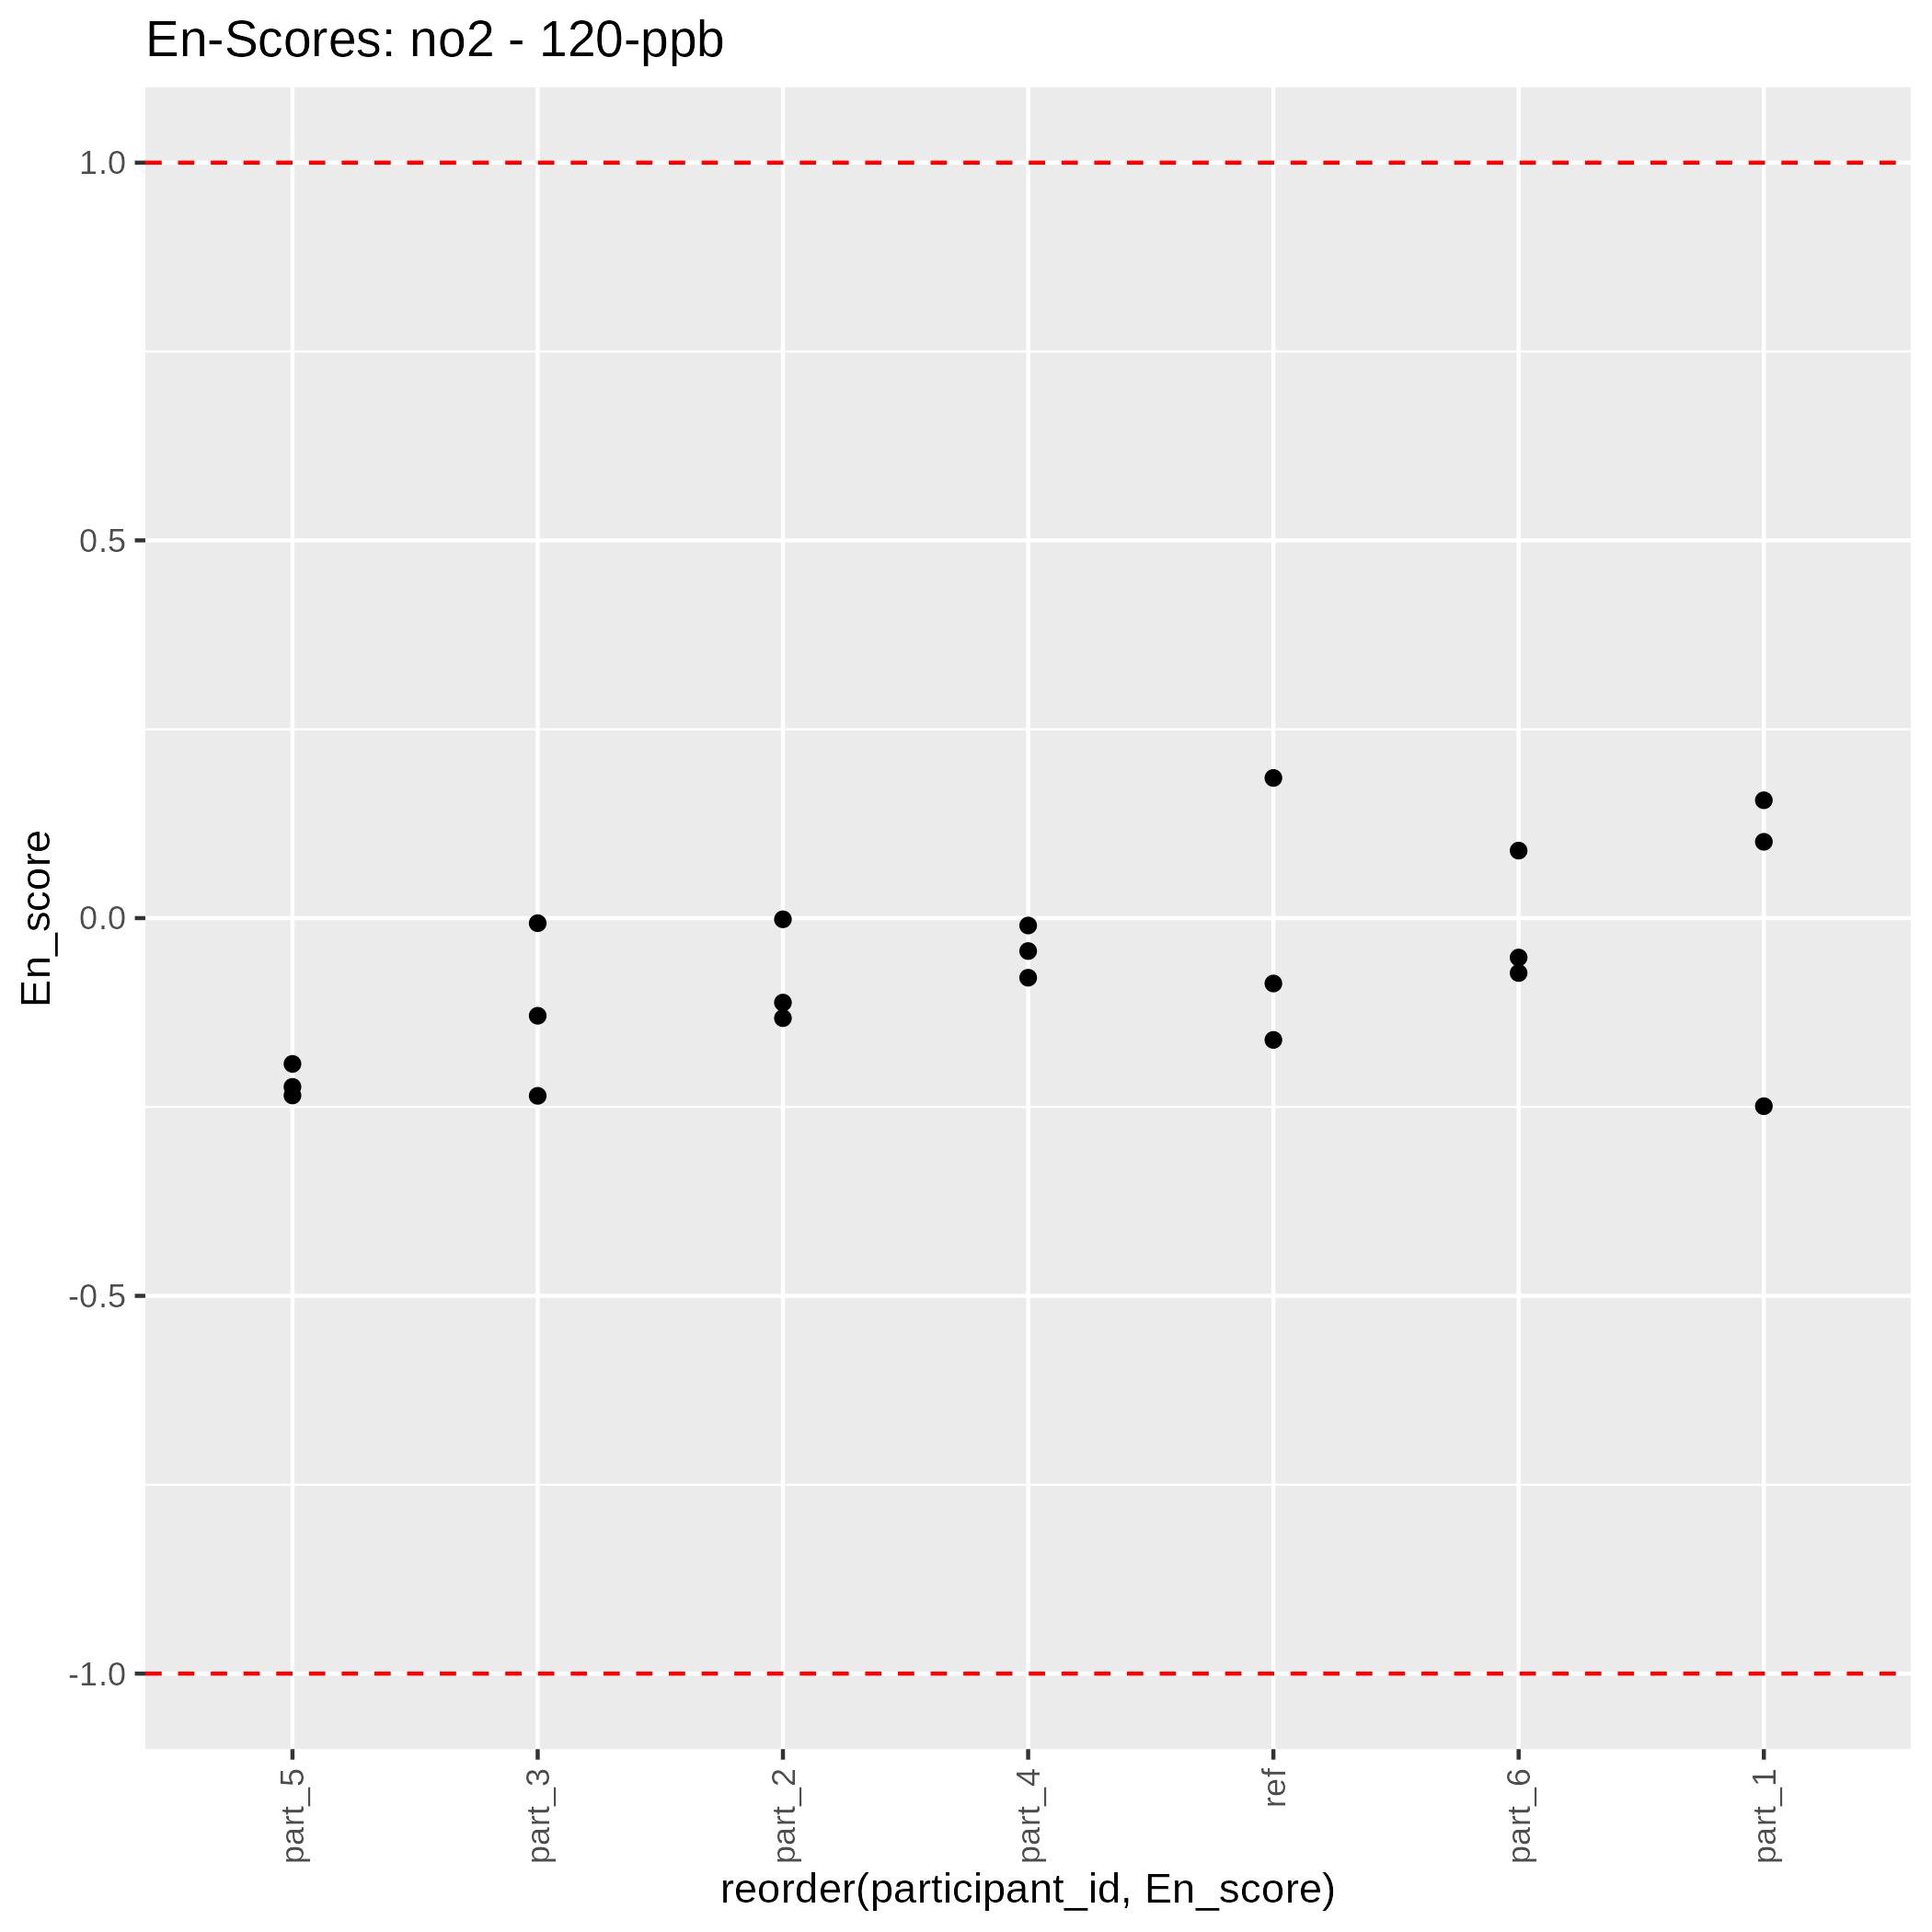 En-Scores: no2 - 120-ppb
1.0
0.5
0.0
-0.5
-1.0
En_score
part_5
part_3
part_2
part_4
ref
part_6
part_1
reorder(participant_id, En_score)